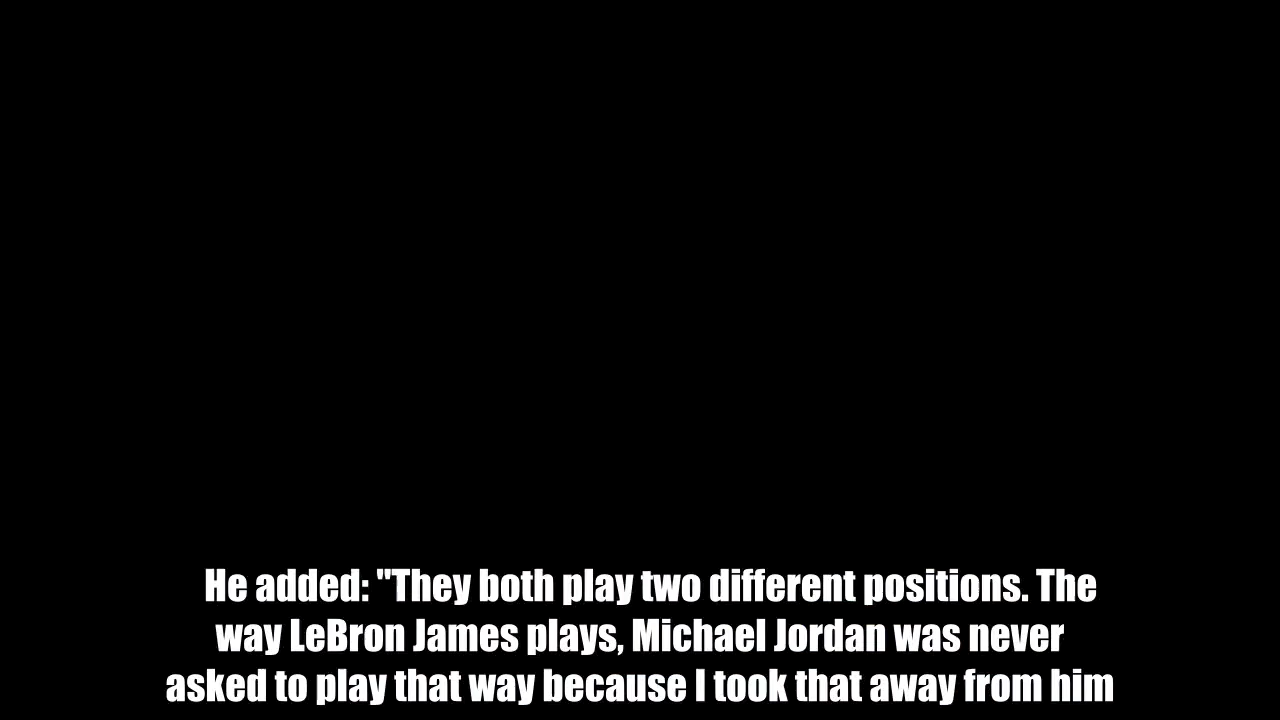 He added: "They both play two different positions. The
way LeBron James plays, Michael Jordan was never
asked to play that way because I took that away from him